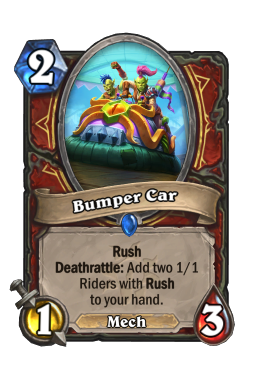 2
Bumper Car
Rush
Deathrattle: Add two 1/1
Riders with Rush
to your hand.
1
Mech
3